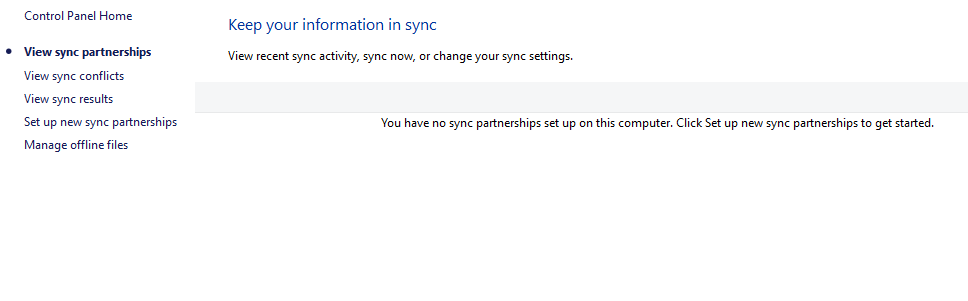 Control Panel Home
View sync partnerships
View sync conflicts
View sync results
Set up new sync partnerships
Manage offline files
Keep your information in sync
View recent sync activity, sync now, or change your sync settings.
You have no sync partnerships set up on this computer. Click Set up new sync partnerships to get started.